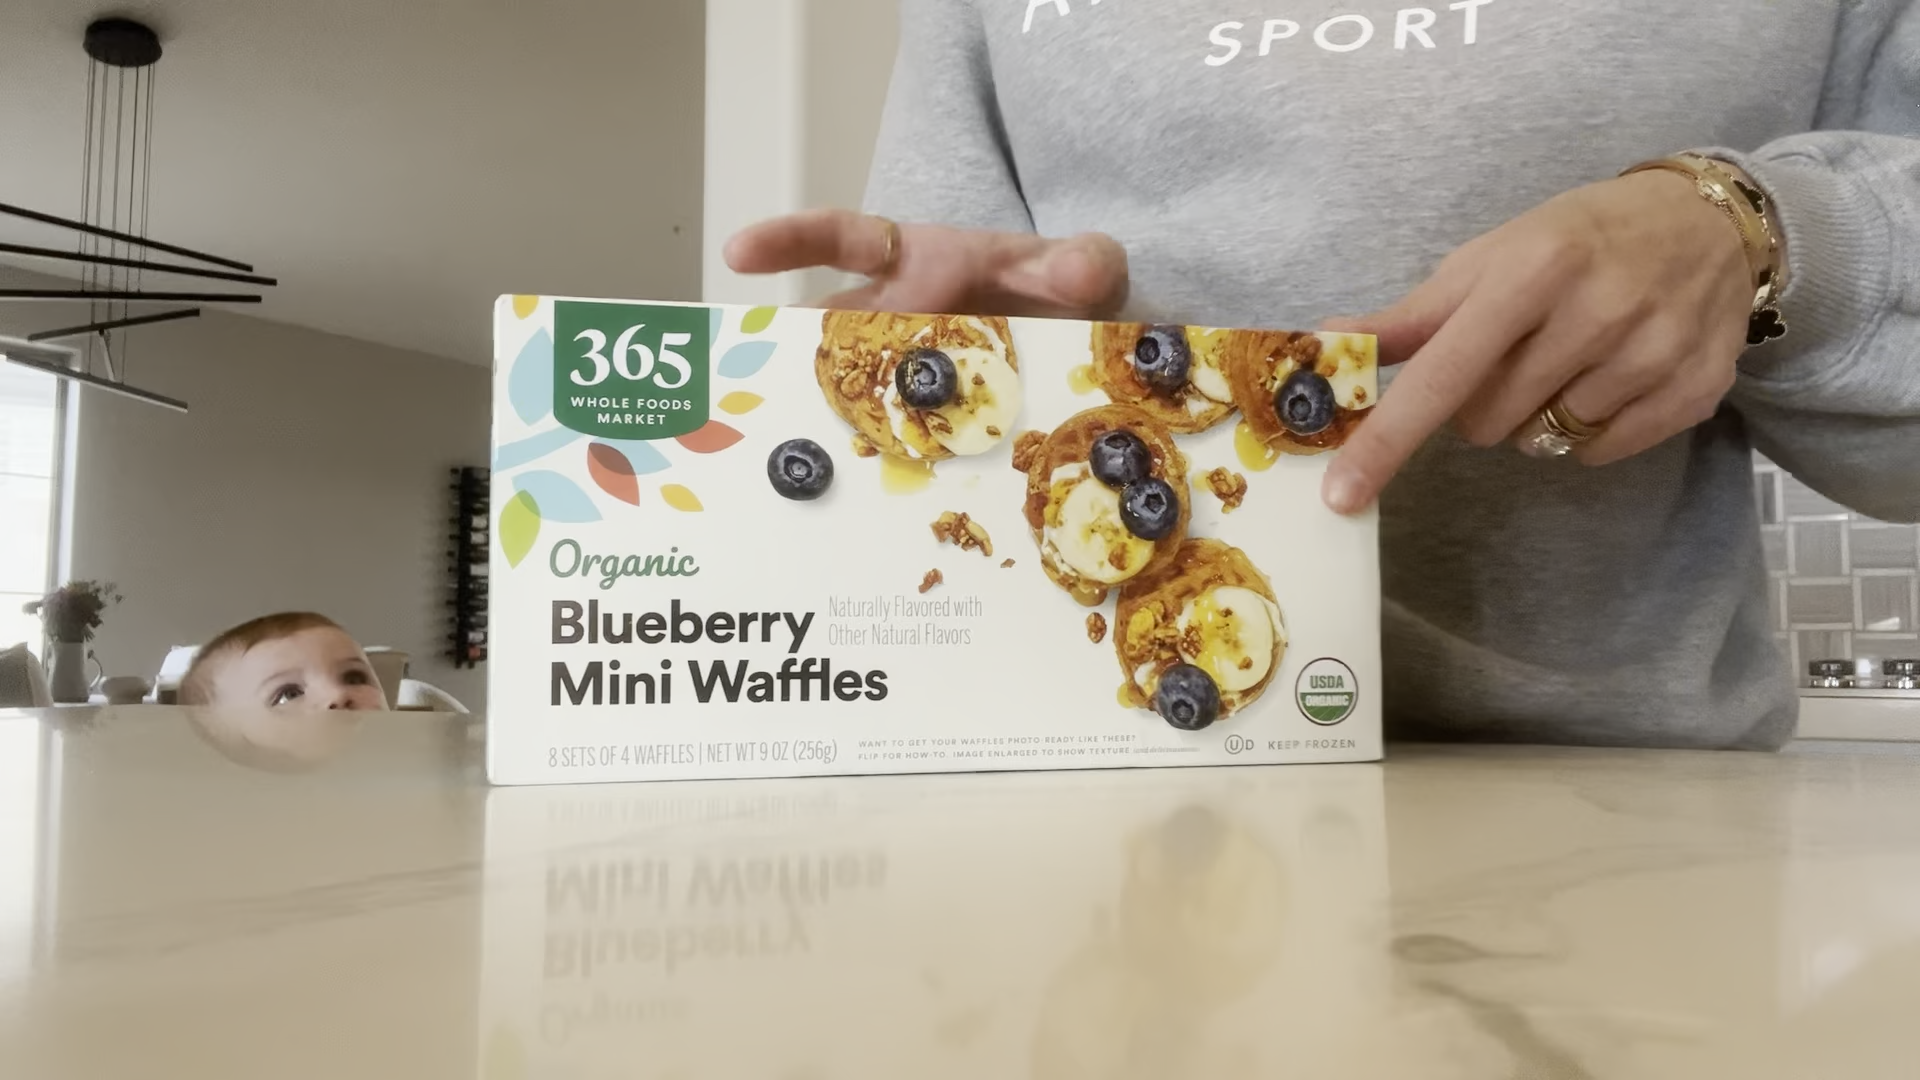 SPORT
365
WHOLE FOODS
MARKET
Organic
Blueberry
Mini Waffles
Naturally Flavored with
Other Natural Flavors
8 SETS OF 4 WAFFLES | NET WT 9 OZ (256g)
WANT TO GET YOUR WAFFLES PHOTO-READY LIKE THESE?
FLIP FOR HOW-TO. IMAGE ENLARGED TO SHOW TEXTURE
USDA
ORGANIC
U D KEEP FROZEN